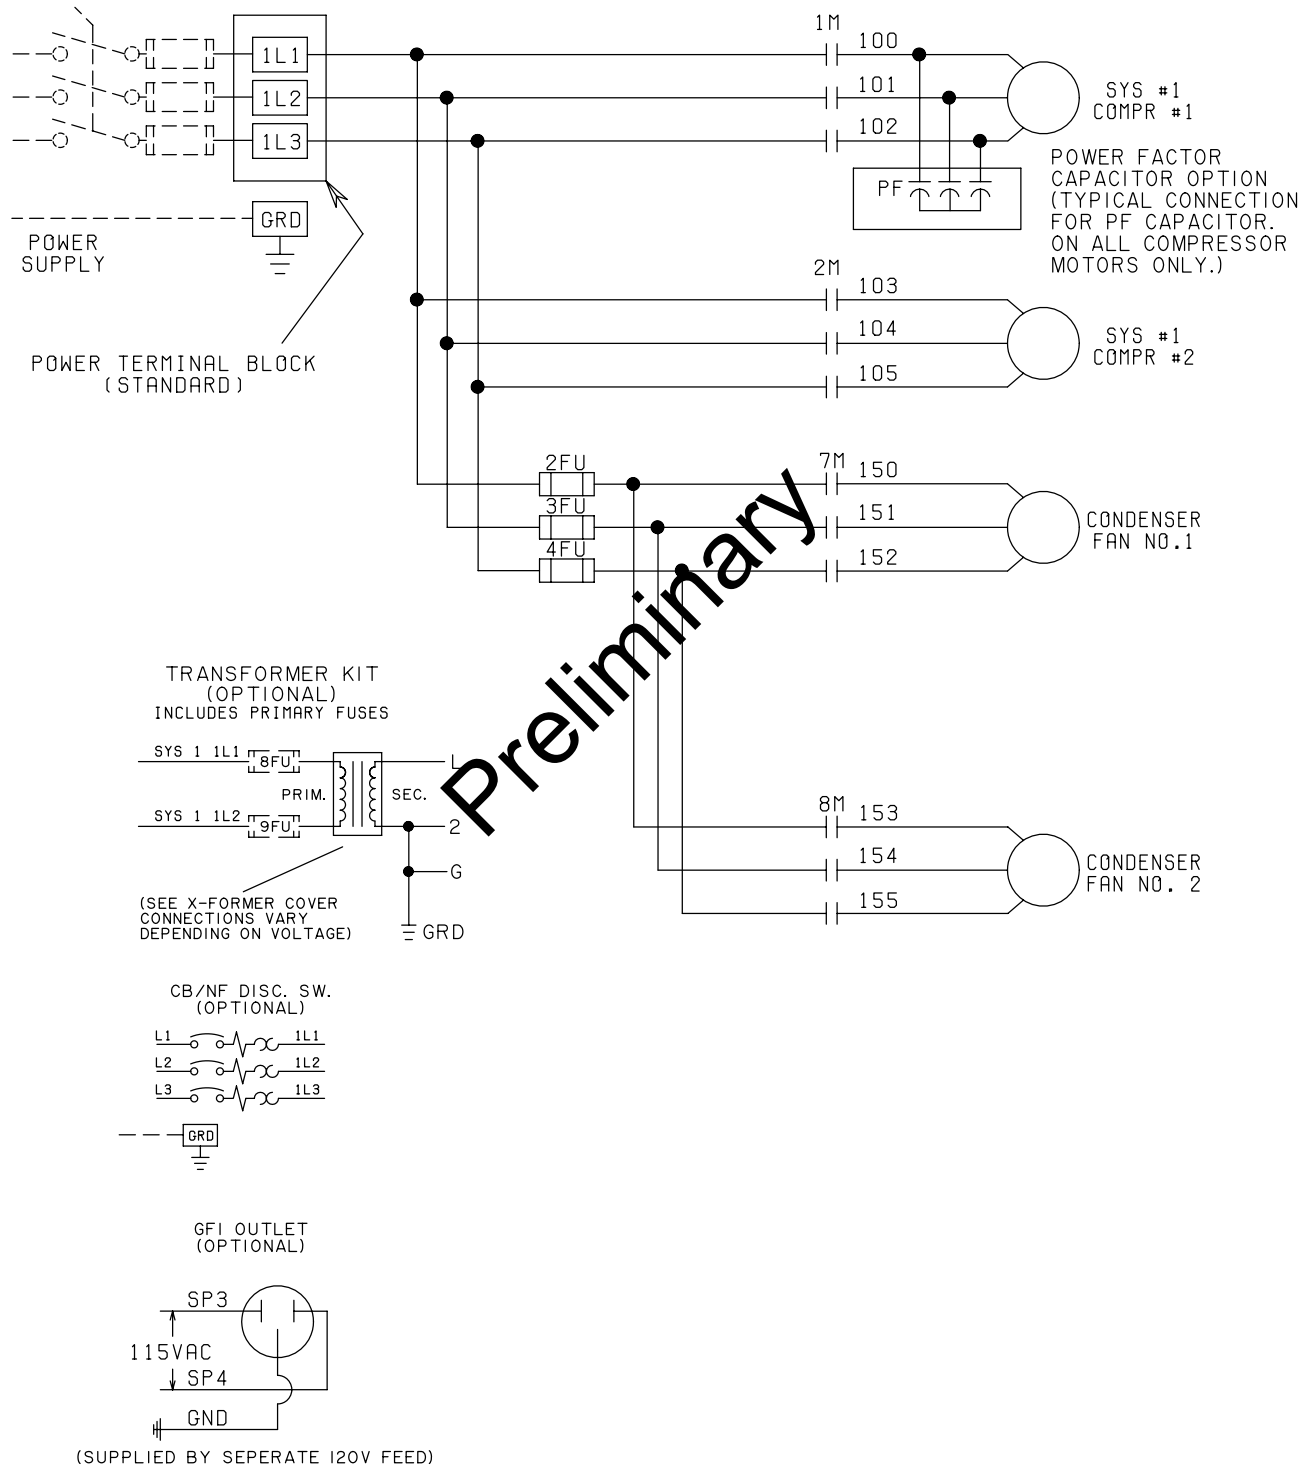 1M
100
1L1
101
1L2
SYS #1
COMPR #1
102
1L3
POWER FACTOR
CAPACITOR OPTION
(TYPICAL CONNECTION
FOR PF CAPACITOR.
ON ALL COMPRESSOR
MOTORS ONLY.)
PF
GRD
POWER
SUPPLY
2M
103
104
SYS #1
COMPR #2
105
POWER TERMINAL BLOCK
(STANDARD)
2FU
7M
150
3FU
151
CONDENSER
FAN NO.1
4FU
152
Preliminary
TRANSFORMER KIT
(OPTIONAL)
INCLUDES PRIMARY FUSES
SYS 1 1L1
8FU
L
PRIM.
SEC.
SYS 1 1L2
9FU
2
G
GRD
(SEE X-FORMER COVER
CONNECTIONS VARY
DEPENDING ON VOLTAGE)
8M
153
154
CONDENSER
FAN NO. 2
155
CB/NF DISC. SW.
(OPTIONAL)
L1
1L1
L2
1L2
L3
1L3
GRD
GFI OUTLET
(OPTIONAL)
SP3
115VAC
SP4
GND
(SUPPLIED BY SEPERATE 120V FEED)